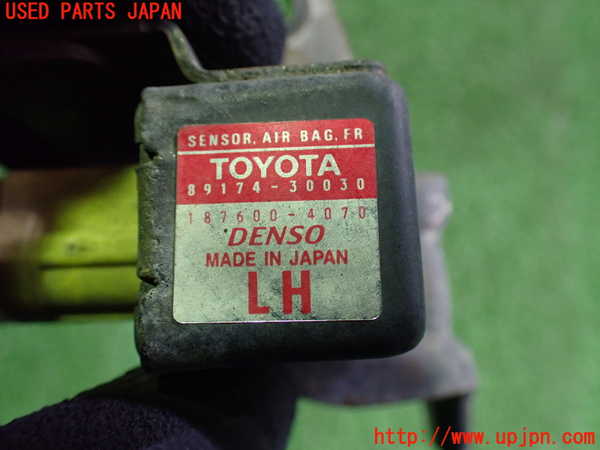 USED PARTS JAPAN
SENSOR, AIR BAG, FR
TOYOTA
89174-30030
187600-4070
DENSO
MADE IN JAPAN
LH
http://www.upjpn.com